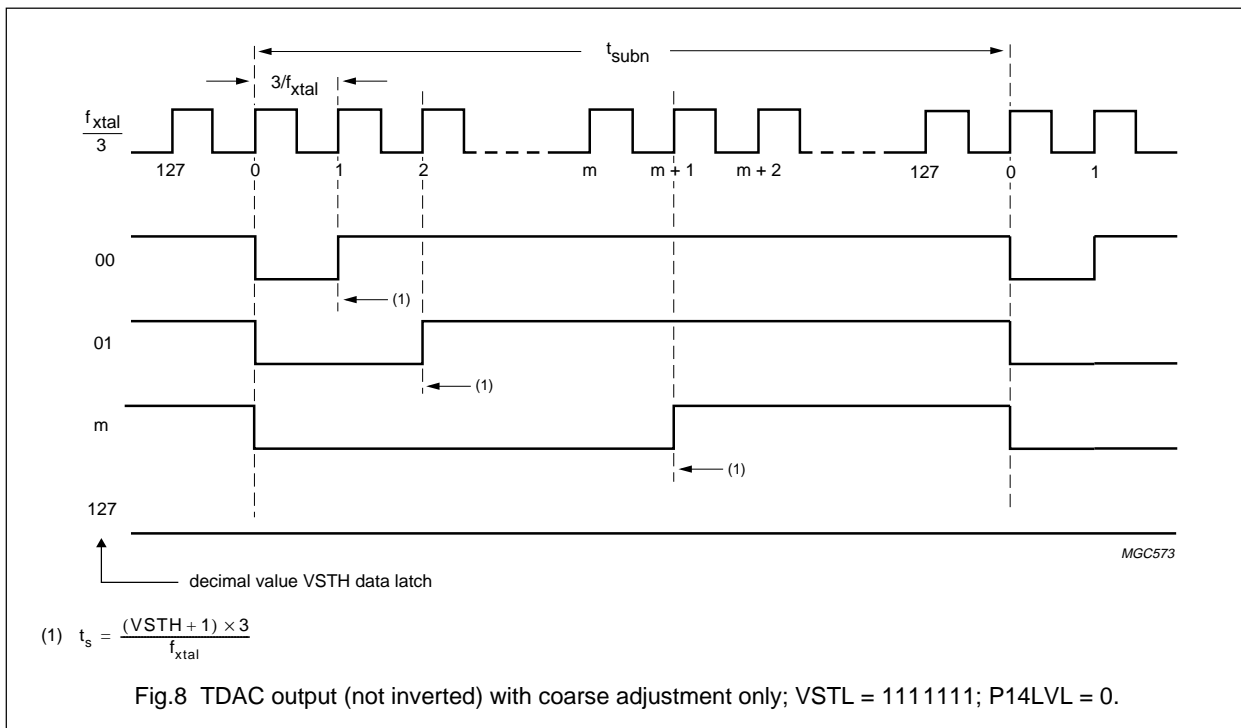 t_subn
3/f_xtal
f_xtal
3
127 0 1 2 m m + 1 m + 2 127 0 1
00
(1)
01
(1)
m
(1)
127
MGC573
decimal value VSTH data latch
(1) t_s = (VSTH + 1) × 3
f_xtal
Fig.8 TDAC output (not inverted) with coarse adjustment only; VSTL = 1111111; P14LVL = 0.